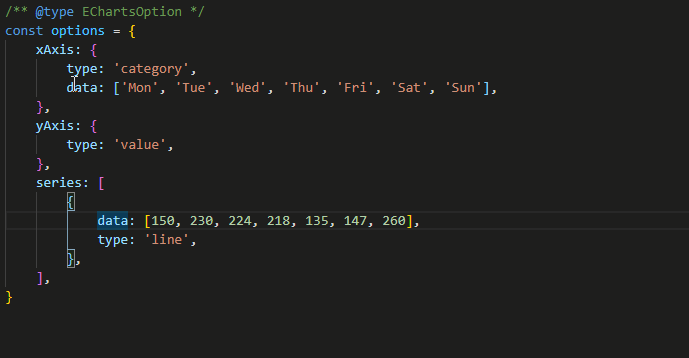 /** @type EChartsOption */
const options = {
    xAxis: {
        type: 'category',
        data: ['Mon', 'Tue', 'Wed', 'Thu', 'Fri', 'Sat', 'Sun'],
    },
    yAxis: {
        type: 'value',
    },
    series: [
        {
            data: [150, 230, 224, 218, 135, 147, 260],
            type: 'line',
        },
    ],
}